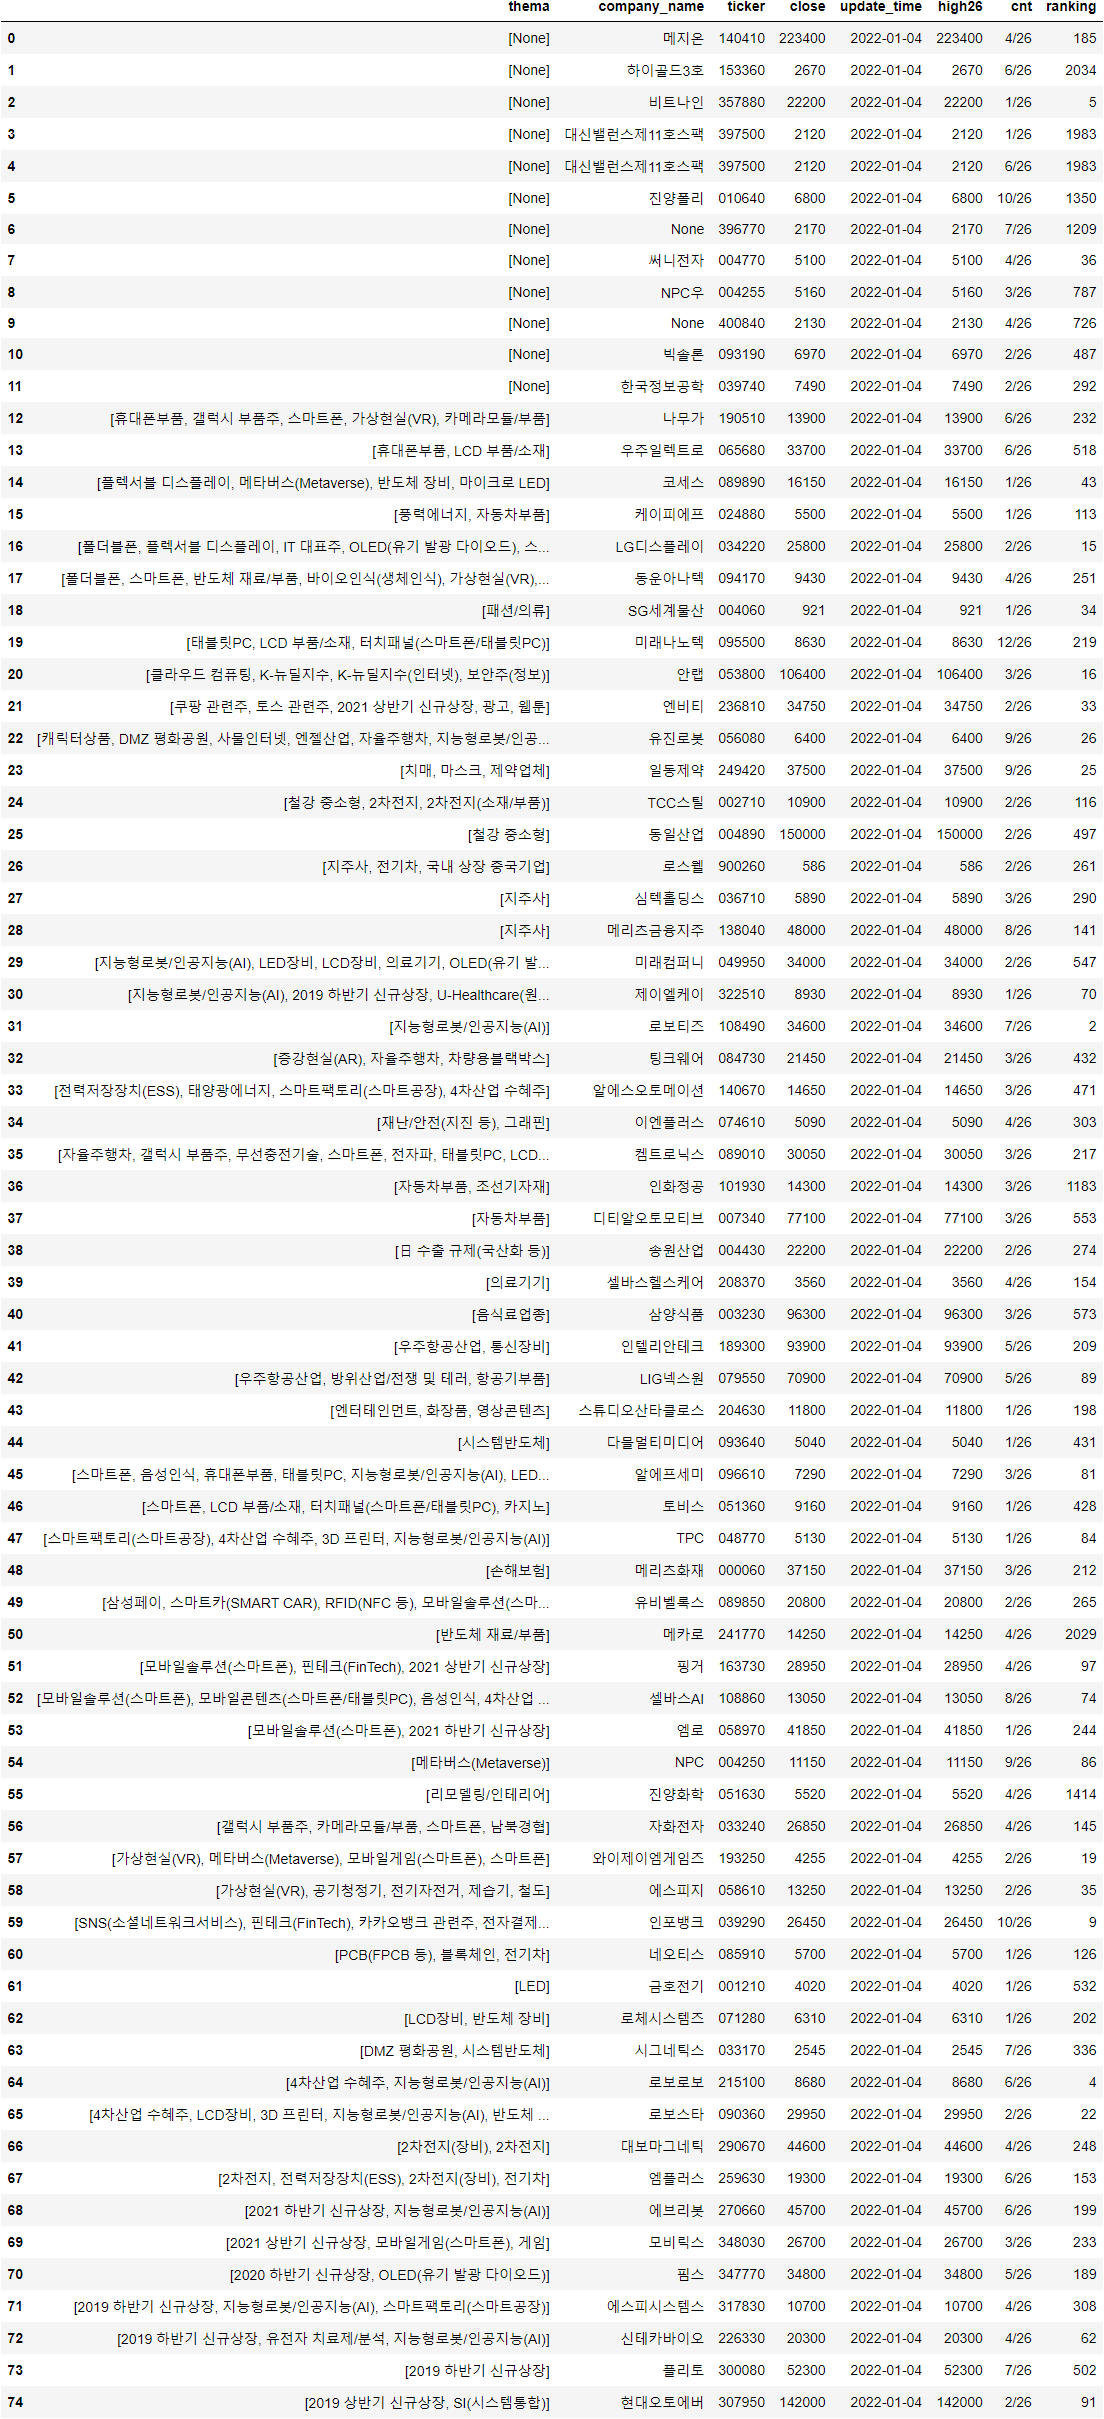 thema company_name ticker close update_time high26 cnt ranking
0 [None] 메지온 140410 223400 2022-01-04 223400 4/26 185
1 [None] 하이골드3호 153360 2670 2022-01-04 2670 6/26 2034
2 [None] 비트나인 357880 22200 2022-01-04 22200 1/26 5
3 [None] 대신밸런스제11호스팩 397500 2120 2022-01-04 2120 1/26 1983
4 [None] 대신밸런스제11호스팩 397500 2120 2022-01-04 2120 6/26 1983
5 [None] 진양폴리 010640 6800 2022-01-04 6800 10/26 1350
6 [None] None 396770 2170 2022-01-04 2170 7/26 1209
7 [None] 써니전자 004770 5100 2022-01-04 5100 4/26 36
8 [None] NPC우 004255 5160 2022-01-04 5160 3/26 787
9 [None] None 400840 2130 2022-01-04 2130 4/26 726
10 [None] 빅솔론 093190 6970 2022-01-04 6970 2/26 487
11 [None] 한국정보공학 039740 7490 2022-01-04 7490 2/26 292
12 [휴대폰부품, 갤럭시 부품주, 스마트폰, 가상현실(VR), 카메라모듈/부품] 나무가 190510 13900 2022-01-04 13900 6/26 232
13 [휴대폰부품, LCD 부품/소재] 우주일렉트로 065680 33700 2022-01-04 33700 6/26 518
14 [플렉서블 디스플레이, 메타버스(Metaverse), 반도체 장비, 마이크로 LED] 코세스 089890 16150 2022-01-04 16150 1/26 43
15 [풍력에너지, 자동차부품] 케이피에프 024880 5500 2022-01-04 5500 1/26 113
16 [폴더블폰, 플렉서블 디스플레이, IT 대표주, OLED(유기 발광 다이오드), 스... LG디스플레이 034220 25800 2022-01-04 25800 2/26 15
17 [폴더블폰, 스마트폰, 반도체 재료/부품, 바이오인식(생체인식), 가상현실(VR),... 동운아나텍 094170 9430 2022-01-04 9430 4/26 251
18 [패션/의류] SG세계물산 004060 921 2022-01-04 921 1/26 34
19 [태블릿PC, LCD 부품/소재, 터치패널(스마트폰/태블릿PC)] 미래나노텍 095500 8630 2022-01-04 8630 12/26 219
20 [클라우드 컴퓨팅, K-뉴딜지수, K-뉴딜지수(인터넷), 보안주(정보)] 안랩 053800 106400 2022-01-04 106400 3/26 16
21 [쿠팡 관련주, 토스 관련주, 2021 상반기 신규상장, 광고, 웹툰] 엔비티 236810 34750 2022-01-04 34750 2/26 33
22 [캐릭터상품, DMZ 평화공원, 사물인터넷, 엔젤산업, 자율주행차, 지능형로봇/인공... 유진로봇 056080 6400 2022-01-04 6400 9/26 26
23 [치매, 마스크, 제약업체] 일동제약 249420 37500 2022-01-04 37500 9/26 25
24 [철강 중소형, 2차전지, 2차전지(소재/부품)] TCC스틸 002710 10900 2022-01-04 10900 2/26 116
25 [철강 중소형] 동일산업 004890 150000 2022-01-04 150000 2/26 497
26 [지주사, 전기차, 국내 상장 중국기업] 로스웰 900260 586 2022-01-04 586 2/26 261
27 [지주사] 심텍홀딩스 036710 5890 2022-01-04 5890 3/26 290
28 [지주사] 메리츠금융지주 138040 48000 2022-01-04 48000 8/26 141
29 [지능형로봇/인공지능(AI), LED장비, LCD장비, 의료기기, OLED(유기 발... 미래컴퍼니 049950 34000 2022-01-04 34000 2/26 547
30 [지능형로봇/인공지능(AI), 2019 하반기 신규상장, U-Healthcare(원... 제이엘케이 322510 8930 2022-01-04 8930 1/26 70
31 [지능형로봇/인공지능(AI)] 로보티즈 108490 34600 2022-01-04 34600 7/26 2
32 [증강현실(AR), 자율주행차, 차량용블랙박스] 팅크웨어 084730 21450 2022-01-04 21450 3/26 432
33 [전력저장장치(ESS), 태양광에너지, 스마트팩토리(스마트공장), 4차산업 수혜주] 알에스오토메이션 140670 14650 2022-01-04 14650 3/26 471
34 [재난/안전(지진 등), 그래핀] 이엔플러스 074610 5090 2022-01-04 5090 4/26 303
35 [자율주행차, 갤럭시 부품주, 무선충전기술, 스마트폰, 전자파, 태블릿PC, LCD... 켐트로닉스 089010 30050 2022-01-04 30050 3/26 217
36 [자동차부품, 조선기자재] 인화정공 101930 14300 2022-01-04 14300 3/26 1183
37 [자동차부품] 디티알오토모티브 007340 77100 2022-01-04 77100 3/26 553
38 [日 수출 규제(국산화 등)] 송원산업 004430 22200 2022-01-04 22200 2/26 274
39 [의료기기] 셀바스헬스케어 208370 3560 2022-01-04 3560 4/26 154
40 [음식료업종] 삼양식품 003230 96300 2022-01-04 96300 3/26 573
41 [우주항공산업, 통신장비] 인텔리안테크 189300 93900 2022-01-04 93900 5/26 209
42 [우주항공산업, 방위산업/전쟁 및 테러, 항공기부품] LIG넥스원 079550 70900 2022-01-04 70900 5/26 89
43 [엔터테인먼트, 화장품, 영상콘텐츠] 스튜디오산타클로스 204630 11800 2022-01-04 11800 1/26 198
44 [시스템반도체] 다믈멀티미디어 093640 5040 2022-01-04 5040 1/26 431
45 [스마트폰, 음성인식, 휴대폰부품, 태블릿PC, 지능형로봇/인공지능(AI), LED... 알에프세미 096610 7290 2022-01-04 7290 3/26 81
46 [스마트폰, LCD 부품/소재, 터치패널(스마트폰/태블릿PC), 카지노] 토비스 051360 9160 2022-01-04 9160 1/26 428
47 [스마트팩토리(스마트공장), 4차산업 수혜주, 3D 프린터, 지능형로봇/인공지능(AI)] TPC 048770 5130 2022-01-04 5130 1/26 84
48 [손해보험] 메리츠화재 000060 37150 2022-01-04 37150 3/26 212
49 [삼성페이, 스마트카(SMART CAR), RFID(NFC 등), 모바일솔루션(스마... 유비벨록스 089850 20800 2022-01-04 20800 2/26 265
50 [반도체 재료/부품] 메카로 241770 14250 2022-01-04 14250 4/26 2029
51 [모바일솔루션(스마트폰), 핀테크(FinTech), 2021 상반기 신규상장] 핑거 163730 28950 2022-01-04 28950 4/26 97
52 [모바일솔루션(스마트폰), 모바일콘텐츠(스마트폰/태블릿PC), 음성인식, 4차산업 ... 셀바스AI 108860 13050 2022-01-04 13050 8/26 74
53 [모바일솔루션(스마트폰), 2021 하반기 신규상장] 엠로 058970 41850 2022-01-04 41850 1/26 244
54 [메타버스(Metaverse)] NPC 004250 11150 2022-01-04 11150 9/26 86
55 [리모델링/인테리어] 진양화학 051630 5520 2022-01-04 5520 4/26 1414
56 [갤럭시 부품주, 카메라모듈/부품, 스마트폰, 남북경협] 자화전자 033240 26850 2022-01-04 26850 4/26 145
57 [가상현실(VR), 메타버스(Metaverse), 모바일게임(스마트폰), 스마트폰] 와이제이엠게임즈 193250 4255 2022-01-04 4255 2/26 19
58 [가상현실(VR), 공기청정기, 전기자전거, 제습기, 철도] 에스피지 058610 13250 2022-01-04 13250 2/26 35
59 [SNS(소셜네트워크서비스), 핀테크(FinTech), 카카오뱅크 관련주, 전자결제... 인포뱅크 039290 26450 2022-01-04 26450 10/26 9
60 [PCB(FPCB 등), 블록체인, 전기차] 네오티스 085910 5700 2022-01-04 5700 1/26 126
61 [LED] 금호전기 001210 4020 2022-01-04 4020 1/26 532
62 [LCD장비, 반도체 장비] 로체시스템즈 071280 6310 2022-01-04 6310 1/26 202
63 [DMZ 평화공원, 시스템반도체] 시그네틱스 033170 2545 2022-01-04 2545 7/26 336
64 [4차산업 수혜주, 지능형로봇/인공지능(AI)] 로보로보 215100 8680 2022-01-04 8680 6/26 4
65 [4차산업 수혜주, LCD장비, 3D 프린터, 지능형로봇/인공지능(AI), 반도체 ... 로보스타 090360 29950 2022-01-04 29950 2/26 22
66 [2차전지(장비), 2차전지] 대보마그네틱 290670 44600 2022-01-04 44600 4/26 248
67 [2차전지, 전력저장장치(ESS), 2차전지(장비), 전기차] 엠플러스 259630 19300 2022-01-04 19300 6/26 153
68 [2021 하반기 신규상장, 지능형로봇/인공지능(AI)] 에브리봇 270660 45700 2022-01-04 45700 6/26 199
69 [2021 상반기 신규상장, 모바일게임(스마트폰), 게임] 모비릭스 348030 26700 2022-01-04 26700 3/26 233
70 [2020 하반기 신규상장, OLED(유기 발광 다이오드)] 핌스 347770 34800 2022-01-04 34800 5/26 189
71 [2019 하반기 신규상장, 지능형로봇/인공지능(AI), 스마트팩토리(스마트공장)] 에스피시스템스 317830 10700 2022-01-04 10700 4/26 308
72 [2019 하반기 신규상장, 유전자 치료제/분석, 지능형로봇/인공지능(AI)] 신테카바이오 226330 20300 2022-01-04 20300 4/26 62
73 [2019 하반기 신규상장] 플리토 300080 52300 2022-01-04 52300 7/26 502
74 [2019 상반기 신규상장, SI(시스템통합)] 현대오토에버 307950 142000 2022-01-04 142000 2/26 91